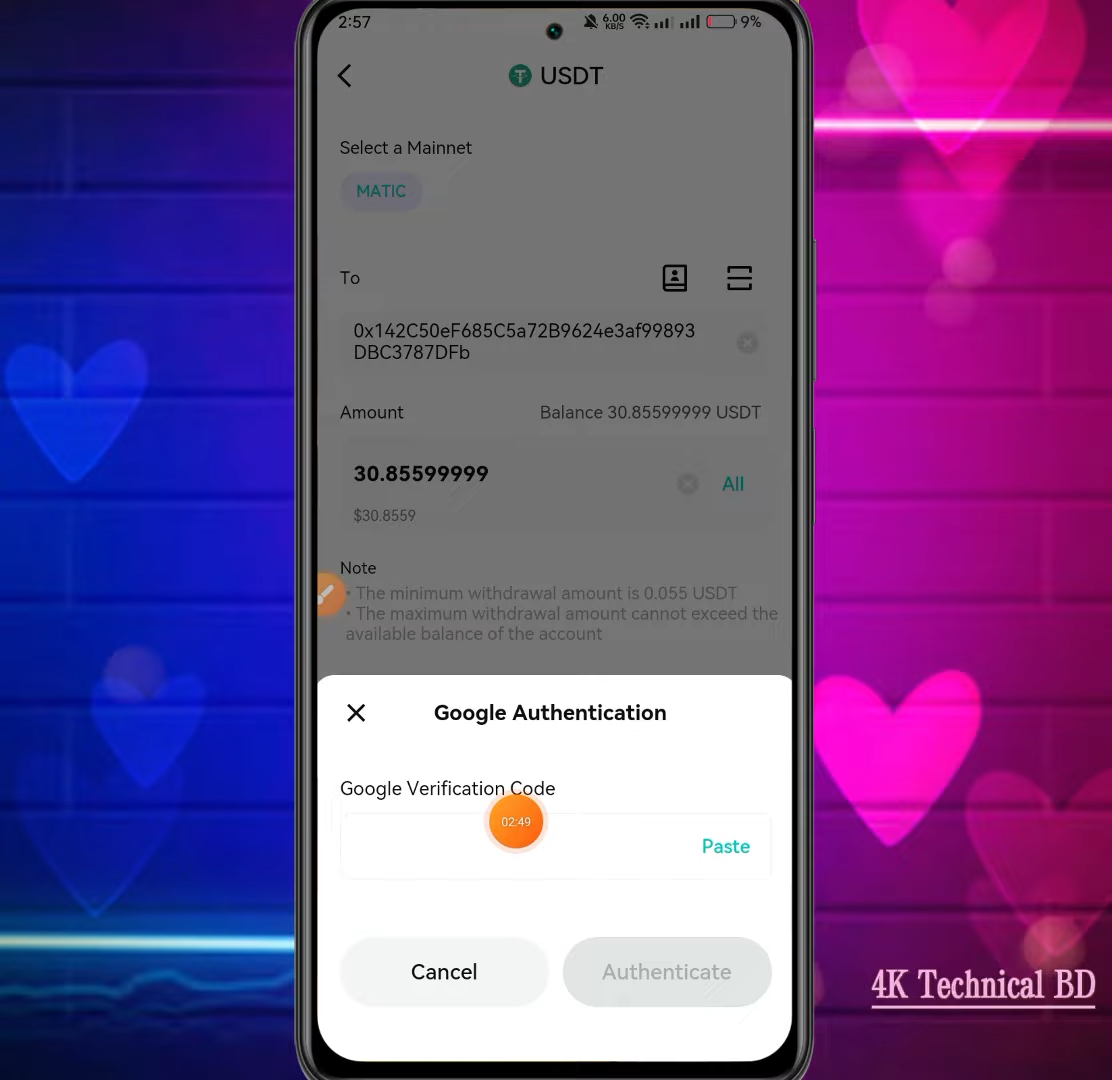 2:57
6.00 KB/S
9%
USDT
Select a Mainnet
MATIC
To
0x142C50eF685C5a72B9624e3af99893
DBC3787DFb
Amount
Balance 30.85599999 USDT
30.85599999
All
$30.8559
Note
• The minimum withdrawal amount is 0.055 USDT
• The maximum withdrawal amount cannot exceed the
available balance of the account
Google Authentication
Google Verification Code
02:49
Paste
Cancel
Authenticate
4K Technical BD